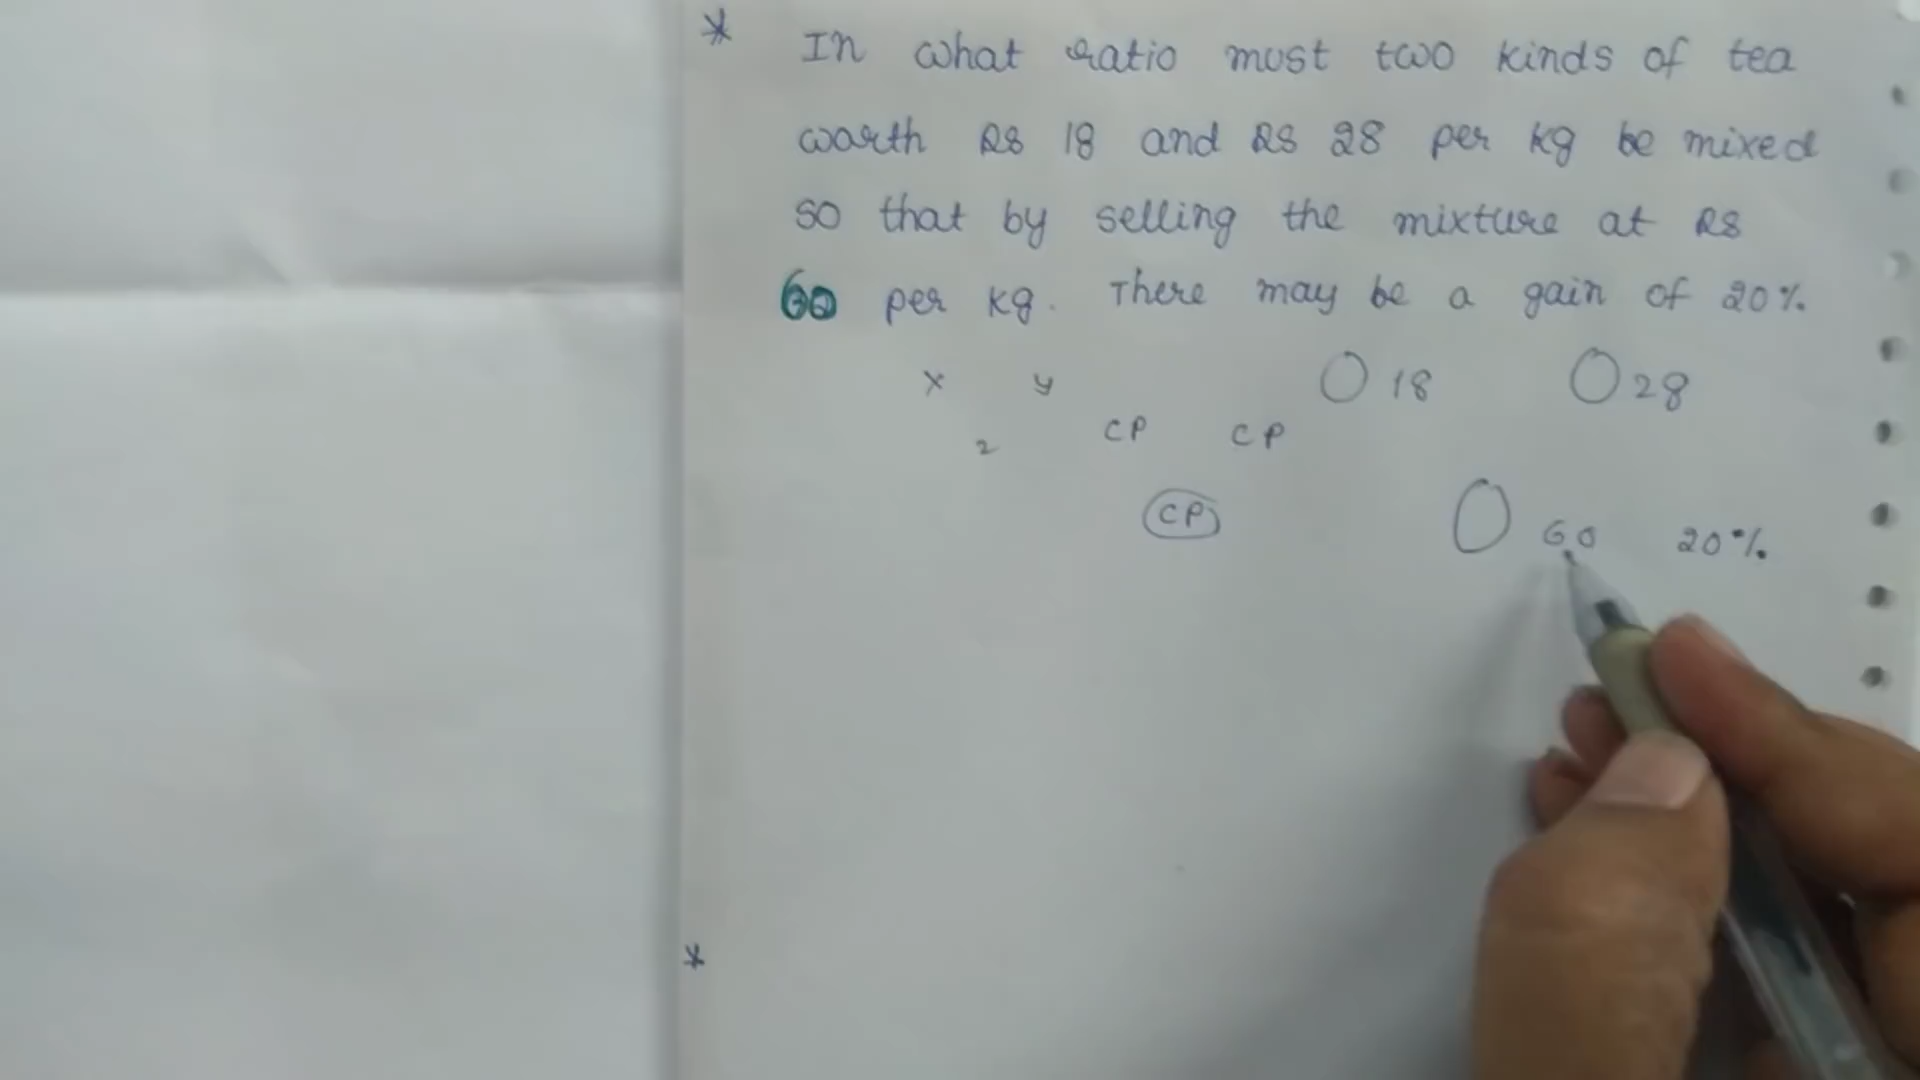 * In what ratio must two kinds of tea
worth Rs 18 and Rs 28 per kg be mixed
so that by selling the mixture at Rs
60 per kg. There may be a gain of 20%.
x y 18 28
2 CP CP
CP 60 20%
*